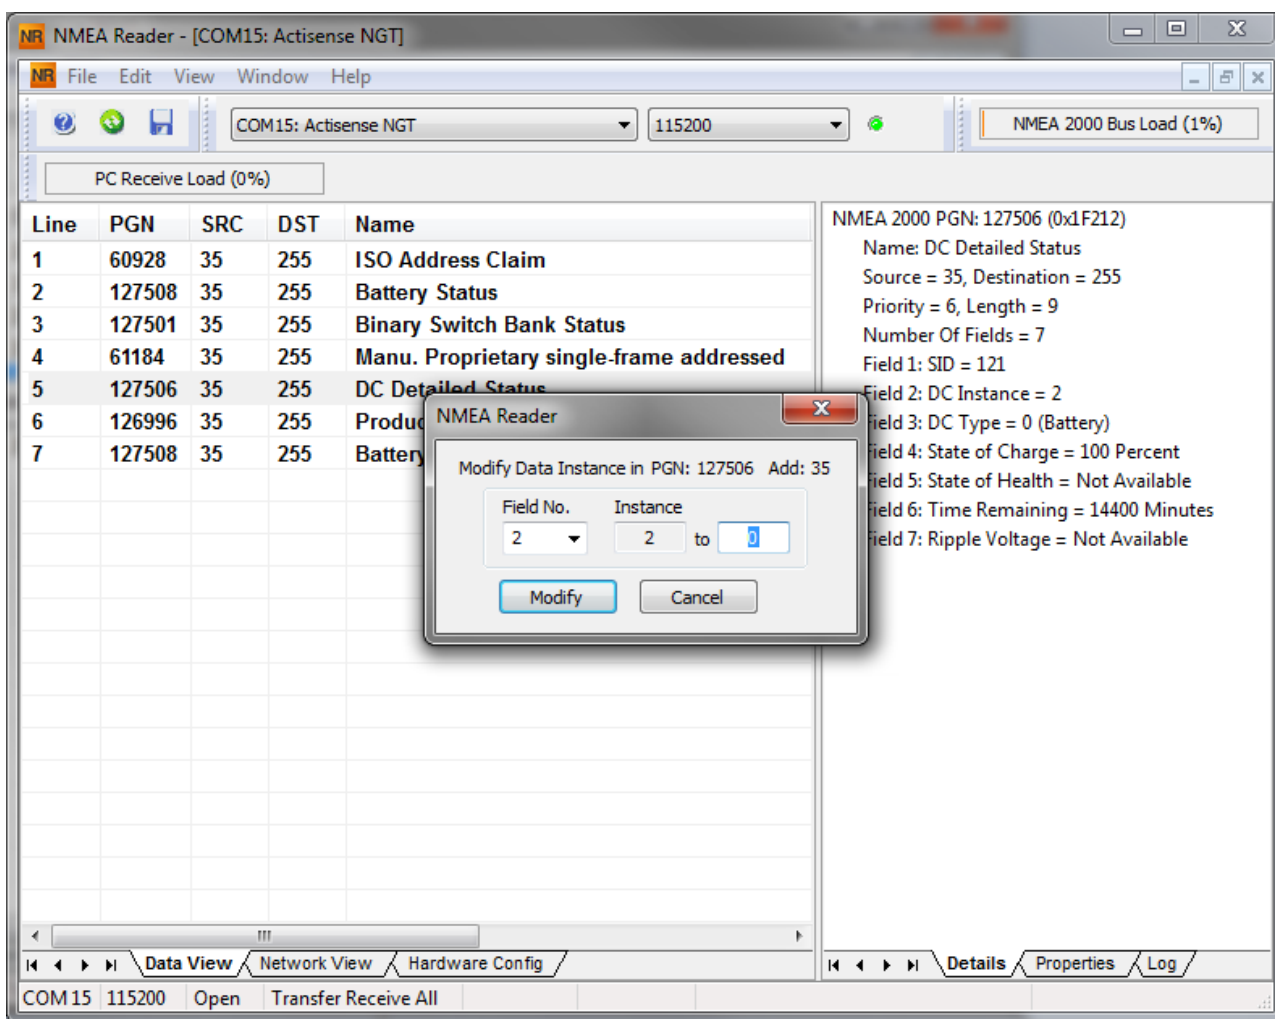 NR NMEA Reader - [COM15: Actisense NGT]
NR File Edit View Window Help
COM15: Actisense NGT 115200 NMEA 2000 Bus Load (1%)
PC Receive Load (0%)
Line PGN SRC DST Name
1 60928 35 255 ISO Address Claim
2 127508 35 255 Battery Status
3 127501 35 255 Binary Switch Bank Status
4 61184 35 255 Manu. Proprietary single-frame addressed
5 127506 35 255 DC Detailed Status
6 126996 35 255 Produc
7 127508 35 255 Battery
NMEA 2000 PGN: 127506 (0x1F212)
Name: DC Detailed Status
Source = 35, Destination = 255
Priority = 6, Length = 9
Number Of Fields = 7
Field 1: SID = 121
Field 2: DC Instance = 2
Field 3: DC Type = 0 (Battery)
Field 4: State of Charge = 100 Percent
Field 5: State of Health = Not Available
Field 6: Time Remaining = 14400 Minutes
Field 7: Ripple Voltage = Not Available
NMEA Reader
Modify Data Instance in PGN: 127506 Add: 35
Field No. Instance
2 2 to 0
Modify Cancel
Data View Network View Hardware Config
Details Properties Log
COM 15 115200 Open Transfer Receive All